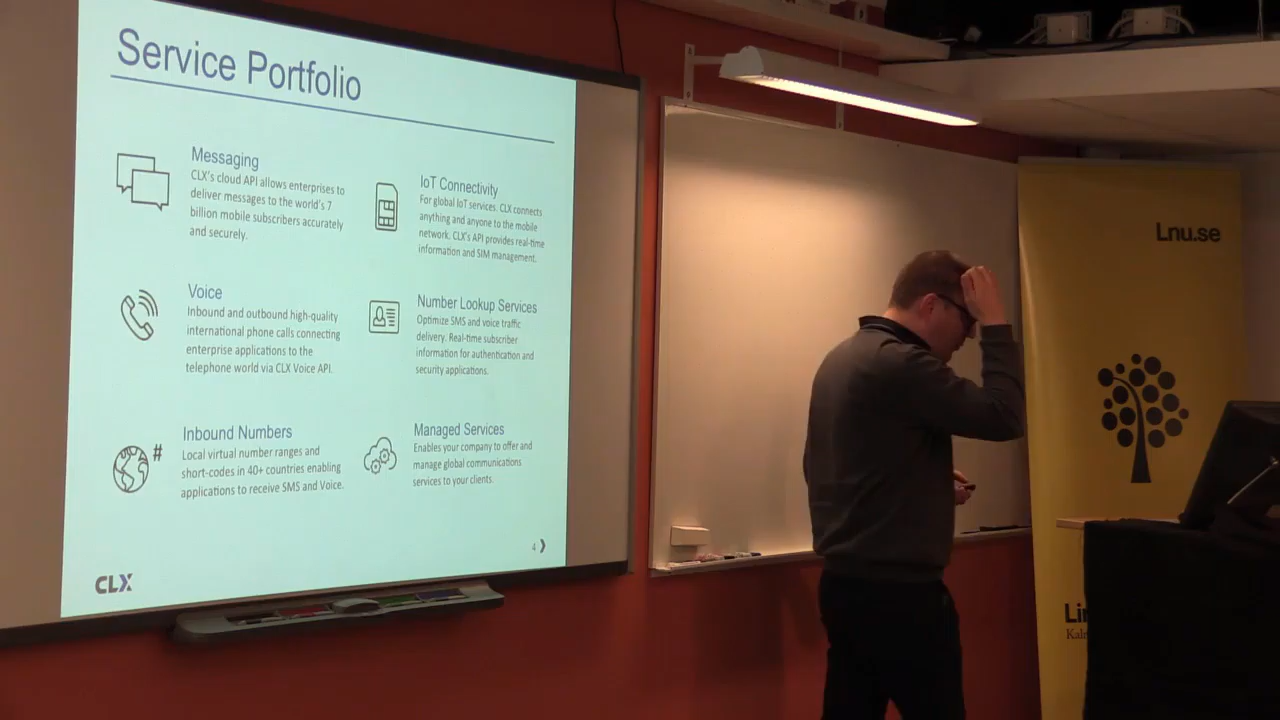 Service Portfolio
Messaging
CLX's cloud API allows enterprises to
deliver messages to the world's 7
billion mobile subscribers accurately
and securely.
IoT Connectivity
For global IoT services. CLX connects
anything and anyone to the mobile
network. CLX's API provides real-time
information and SIM management.
Voice
Inbound and outbound high-quality
international phone calls connecting
enterprise applications to the
telephone world via CLX Voice API.
Number Lookup Services
Optimize SMS and voice traffic
delivery. Real-time subscriber
information for authentication and
security applications.
#
Inbound Numbers
Local virtual number ranges and
short-codes in 40+ countries enabling
applications to receive SMS and Voice.
Managed Services
Enables your company to offer and
manage global communications
services to your clients.
4
CLX
Lnu.se